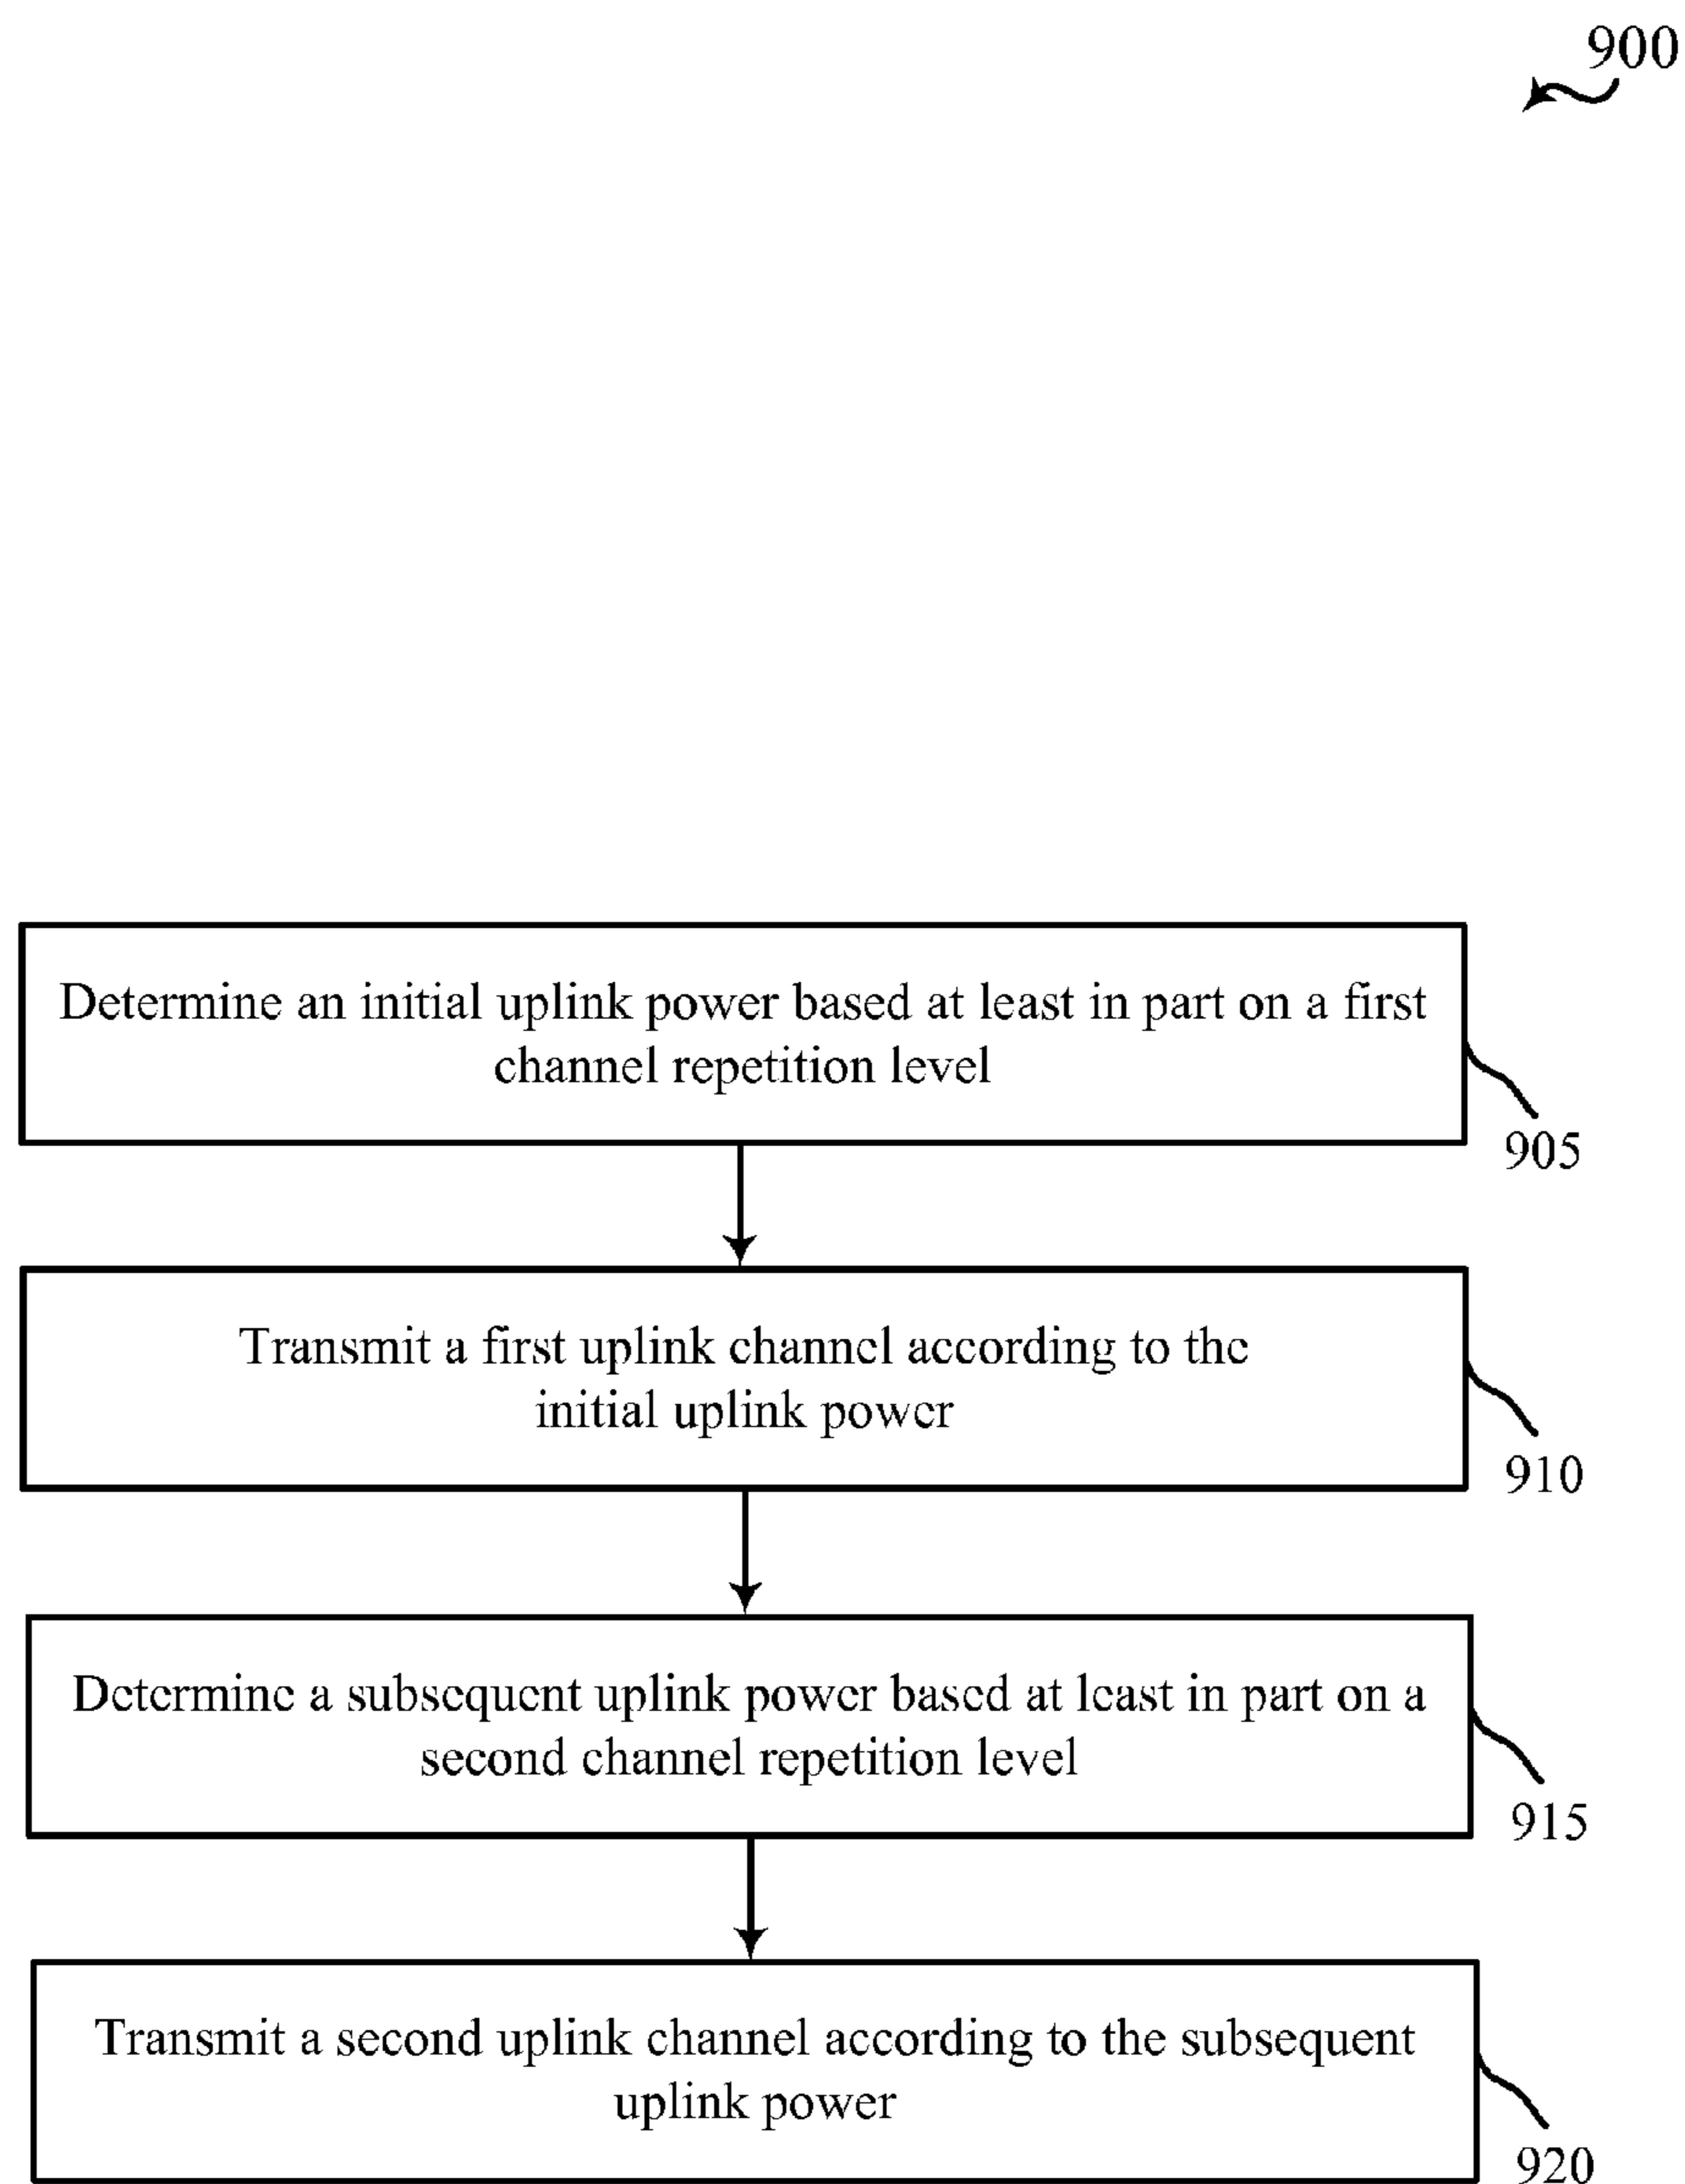 900
Determine an initial uplink power based at least in part on a first
channel repetition level
905
Transmit a first uplink channel according to the
initial uplink power
910
Determine a subsequent uplink power based at least in part on a
second channel repetition level
915
Transmit a second uplink channel according to the subsequent
uplink power
920